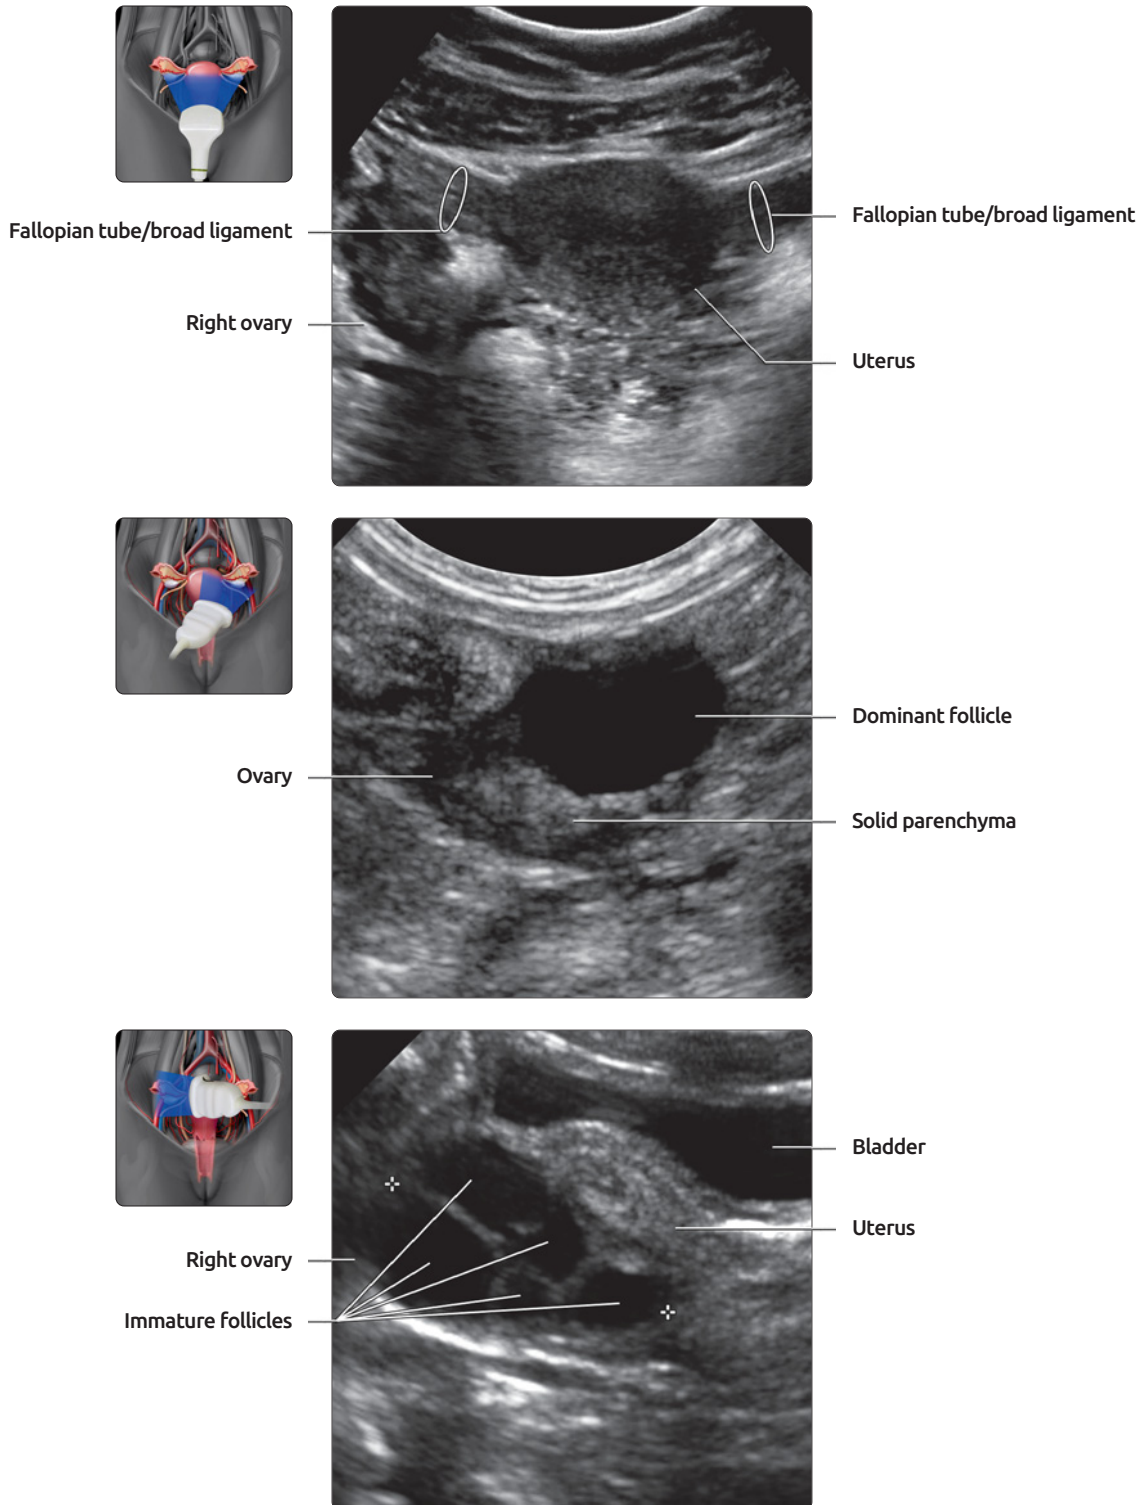 Fallopian tube/broad ligament
Fallopian tube/broad ligament
Right ovary
Uterus
Dominant follicle
Ovary
Solid parenchyma
Bladder
Uterus
Right ovary
Immature follicles